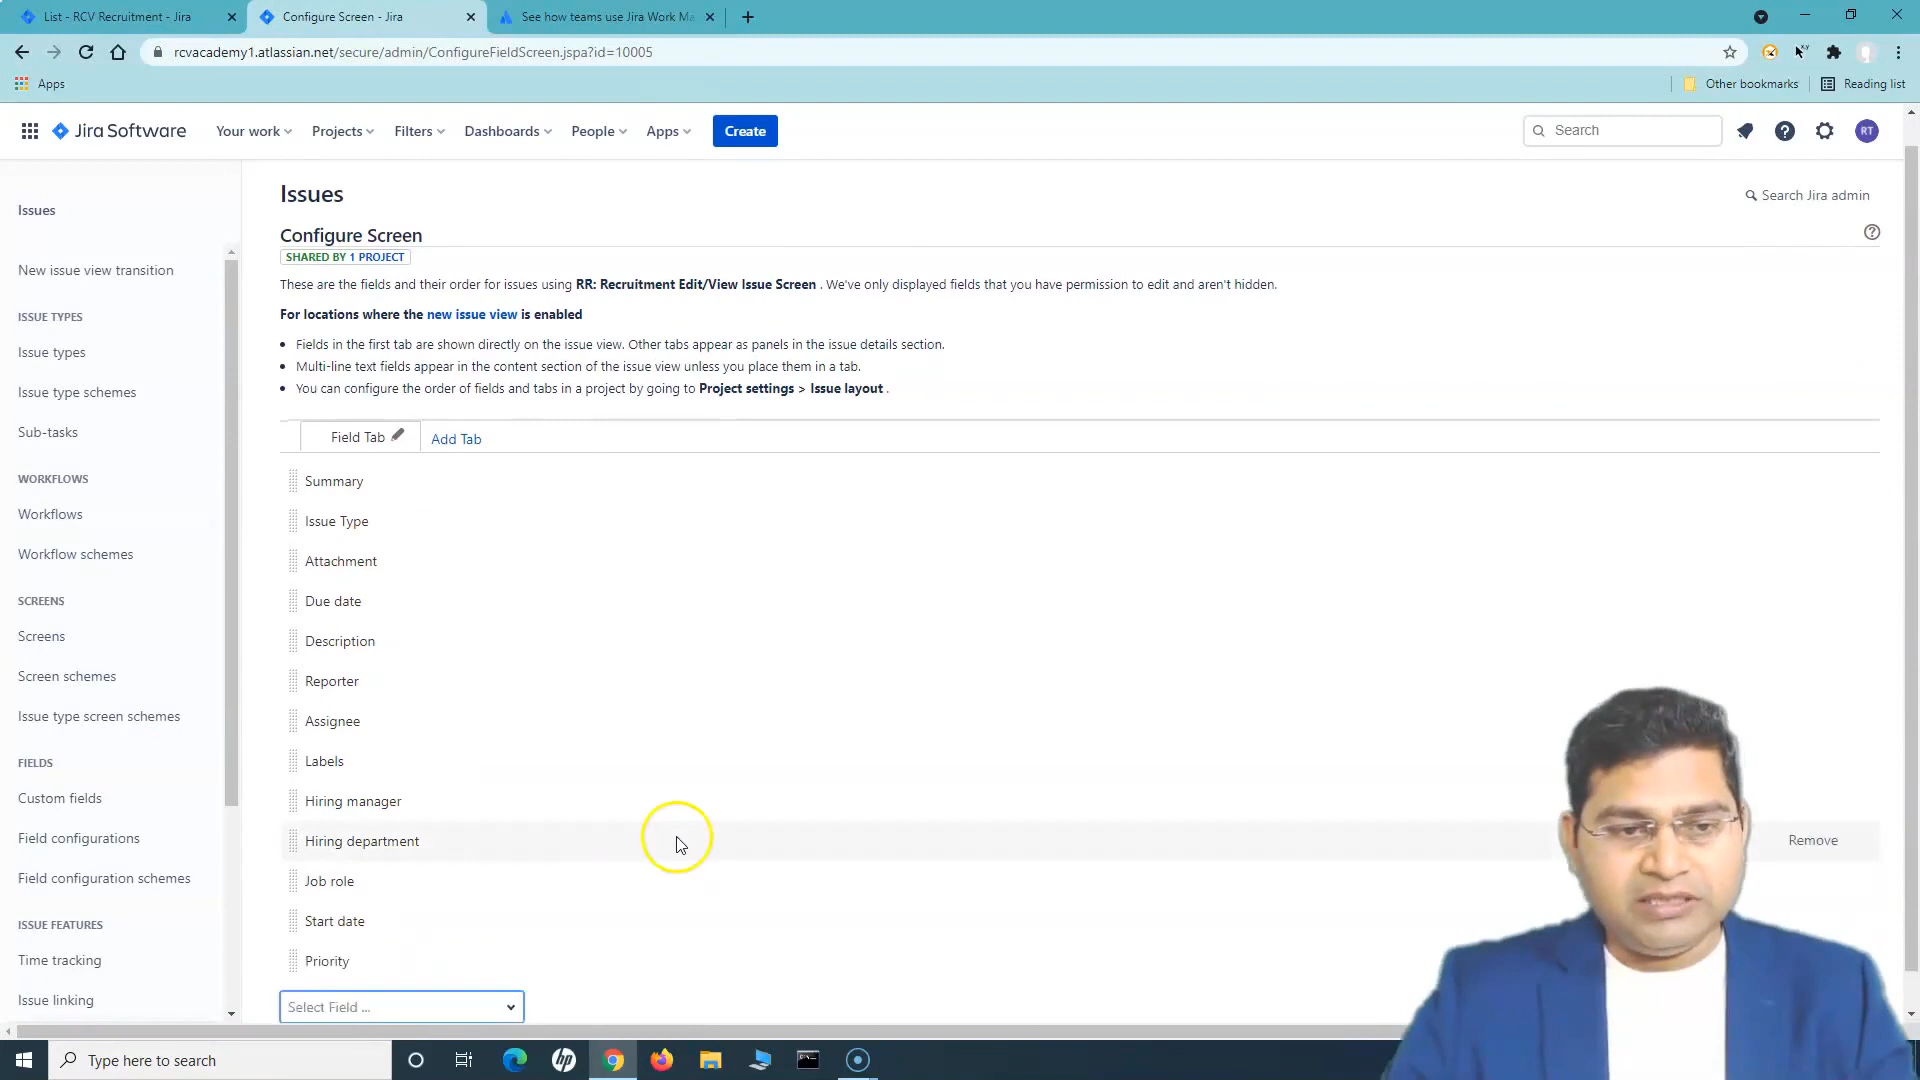 List - RCV Recruitment - Jira
Configure Screen - Jira
See how teams use Jira Work Ma
rcvacademy1.atlassian.net/secure/admin/ConfigureFieldScreen.jspa?id=10005
Apps
Other bookmarks
Reading list
Jira Software
Your work
Projects
Filters
Dashboards
People
Apps
Create
Search
RT
Issues
New issue view transition
ISSUE TYPES
Issue types
Issue type schemes
Sub-tasks
WORKFLOWS
Workflows
Workflow schemes
SCREENS
Screens
Screen schemes
Issue type screen schemes
FIELDS
Custom fields
Field configurations
Field configuration schemes
ISSUE FEATURES
Time tracking
Issue linking
Issues
Search Jira admin
Configure Screen
SHARED BY 1 PROJECT
These are the fields and their order for issues using RR: Recruitment Edit/View Issue Screen . We've only displayed fields that you have permission to edit and aren't hidden.
For locations where the new issue view is enabled
Fields in the first tab are shown directly on the issue view. Other tabs appear as panels in the issue details section.
Multi-line text fields appear in the content section of the issue view unless you place them in a tab.
You can configure the order of fields and tabs in a project by going to Project settings > Issue layout .
Field Tab
Add Tab
Summary
Issue Type
Attachment
Due date
Description
Reporter
Assignee
Labels
Hiring manager
Hiring department
Remove
Job role
Start date
Priority
Select Field ...
Type here to search
hp